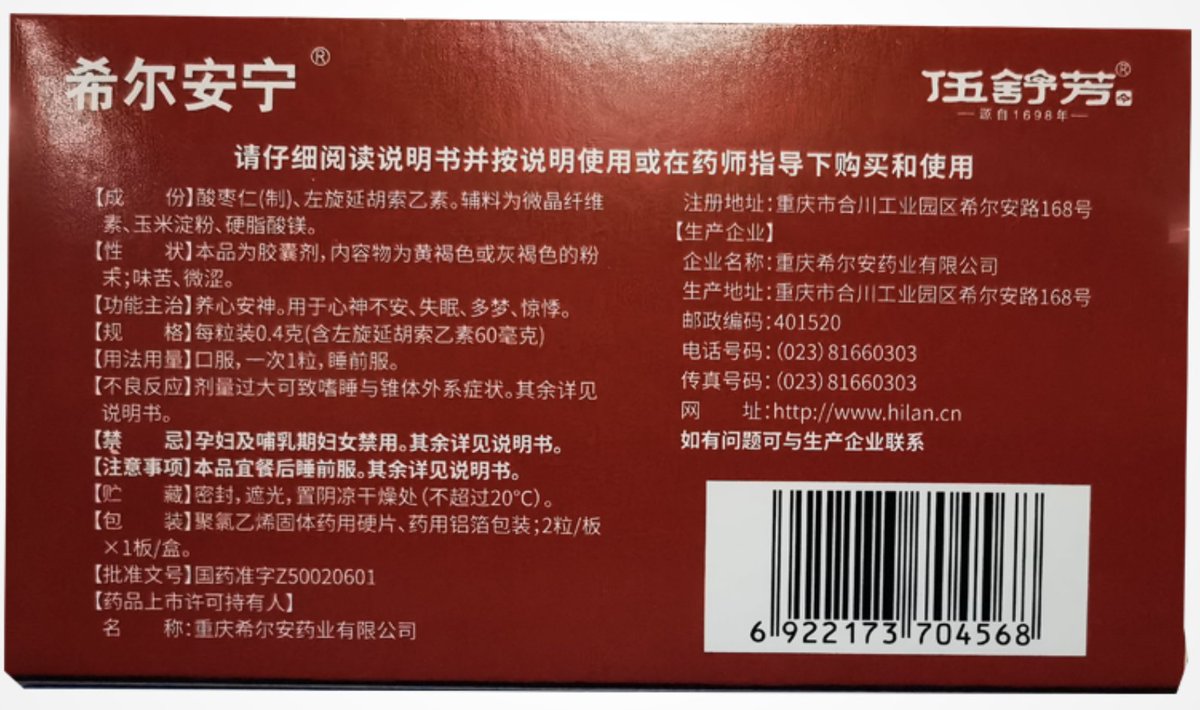 希尔安宁®
伍舒芳®
源自1698年
请仔细阅读说明书并按说明使用或在药师指导下购买和使用
【成　　份】酸枣仁(制)、左旋延胡索乙素。辅料为微晶纤维
素、玉米淀粉、硬脂酸镁。
【性　　状】本品为胶囊剂，内容物为黄褐色或灰褐色的粉
末；味苦、微涩。
【功能主治】养心安神。用于心神不安、失眠、多梦、惊悸。
【规　　格】每粒装0.4克(含左旋延胡索乙素60毫克)
【用法用量】口服，一次1粒，睡前服。
【不良反应】剂量过大可致嗜睡与锥体外系症状。其余详见
说明书。
【禁　　忌】孕妇及哺乳期妇女禁用。其余详见说明书。
【注意事项】本品宜餐后睡前服。其余详见说明书。
【贮　　藏】密封，遮光，置阴凉干燥处(不超过20℃)。
【包　　装】聚氯乙烯固体药用硬片、药用铝箔包装；2粒/板
×1板/盒。
【批准文号】国药准字Z50020601
【药品上市许可持有人】
名　　称：重庆希尔安药业有限公司
注册地址：重庆市合川工业园区希尔安路168号
【生产企业】
企业名称：重庆希尔安药业有限公司
生产地址：重庆市合川工业园区希尔安路168号
邮政编码：401520
电话号码：(023)81660303
传真号码：(023)81660303
网　　址：http://www.hilan.cn
如有问题可与生产企业联系
6 922173 704568